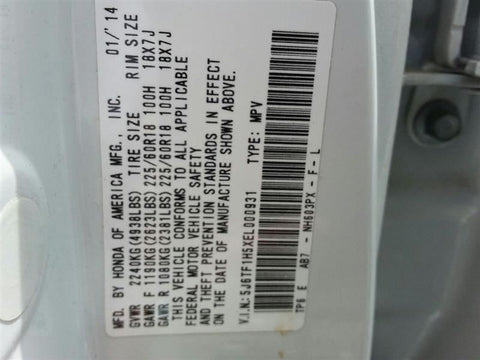 MFD. BY HONDA OF AMERICA MFG., INC. 01/'14
GVWR 2240KG(4938LBS) TIRE SIZE RIM SIZE
GAWR F 1190KG(2623LBS) 225/60R18 100H 18X7J
GAWR R 1080KG(2381LBS) 225/60R18 100H 18X7J
THIS VEHICLE CONFORMS TO ALL APPLICABLE
FEDERAL MOTOR VEHICLE SAFETY
AND THEFT PREVENTION STANDARDS IN EFFECT ON THE
DATE OF MANUFACTURE SHOWN ABOVE.
V.I.N.: 5J6TF1H5XEL000931 TYPE: MPV
TP6 E AB7 - NH603PX - F - L